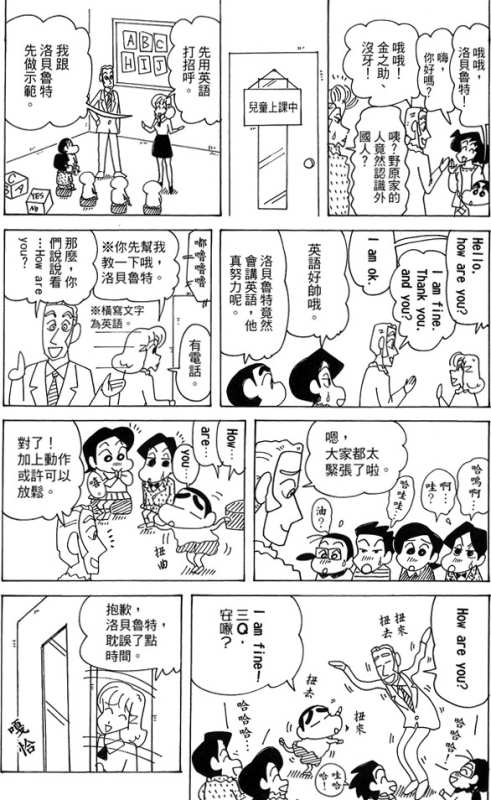 哦哦，
洛貝魯特！
嗨，
你好嗎？
哦哦！
金之助、
沒牙！
咦？野原家的
人竟然認識外
國人？
兒童上課中
先用英語
打招呼。
ABC
HIJ
我跟
洛貝魯特
先做示範。
YES
NO
Hello.
how are you?
I am fine.
Thank you.
and you?
I am ok.
英語好帥哦。
洛貝魯特竟然
會講英語，他
真努力呢。
嘟嚕嚕嚕
有電話。
※你先幫我
教一下哦，
洛貝魯特。
※橫寫文字
為英語。
那麼，你
們說說看
…How are
you?
哈嗚啊…
啊…
哇？
哈哇…
油？
嗯，
大家都太
緊張了啦。
How…
are…
you…
對了！
加上動作
或許可以
放鬆。
How are you?
扭來
扭去
I am fine!
三Q，
安啾？
扭來
扭去
哈哈哈…
哈哈哈
哇哈
哈！
抱歉，
洛貝魯特，
耽誤了點
時間。
嘎恰